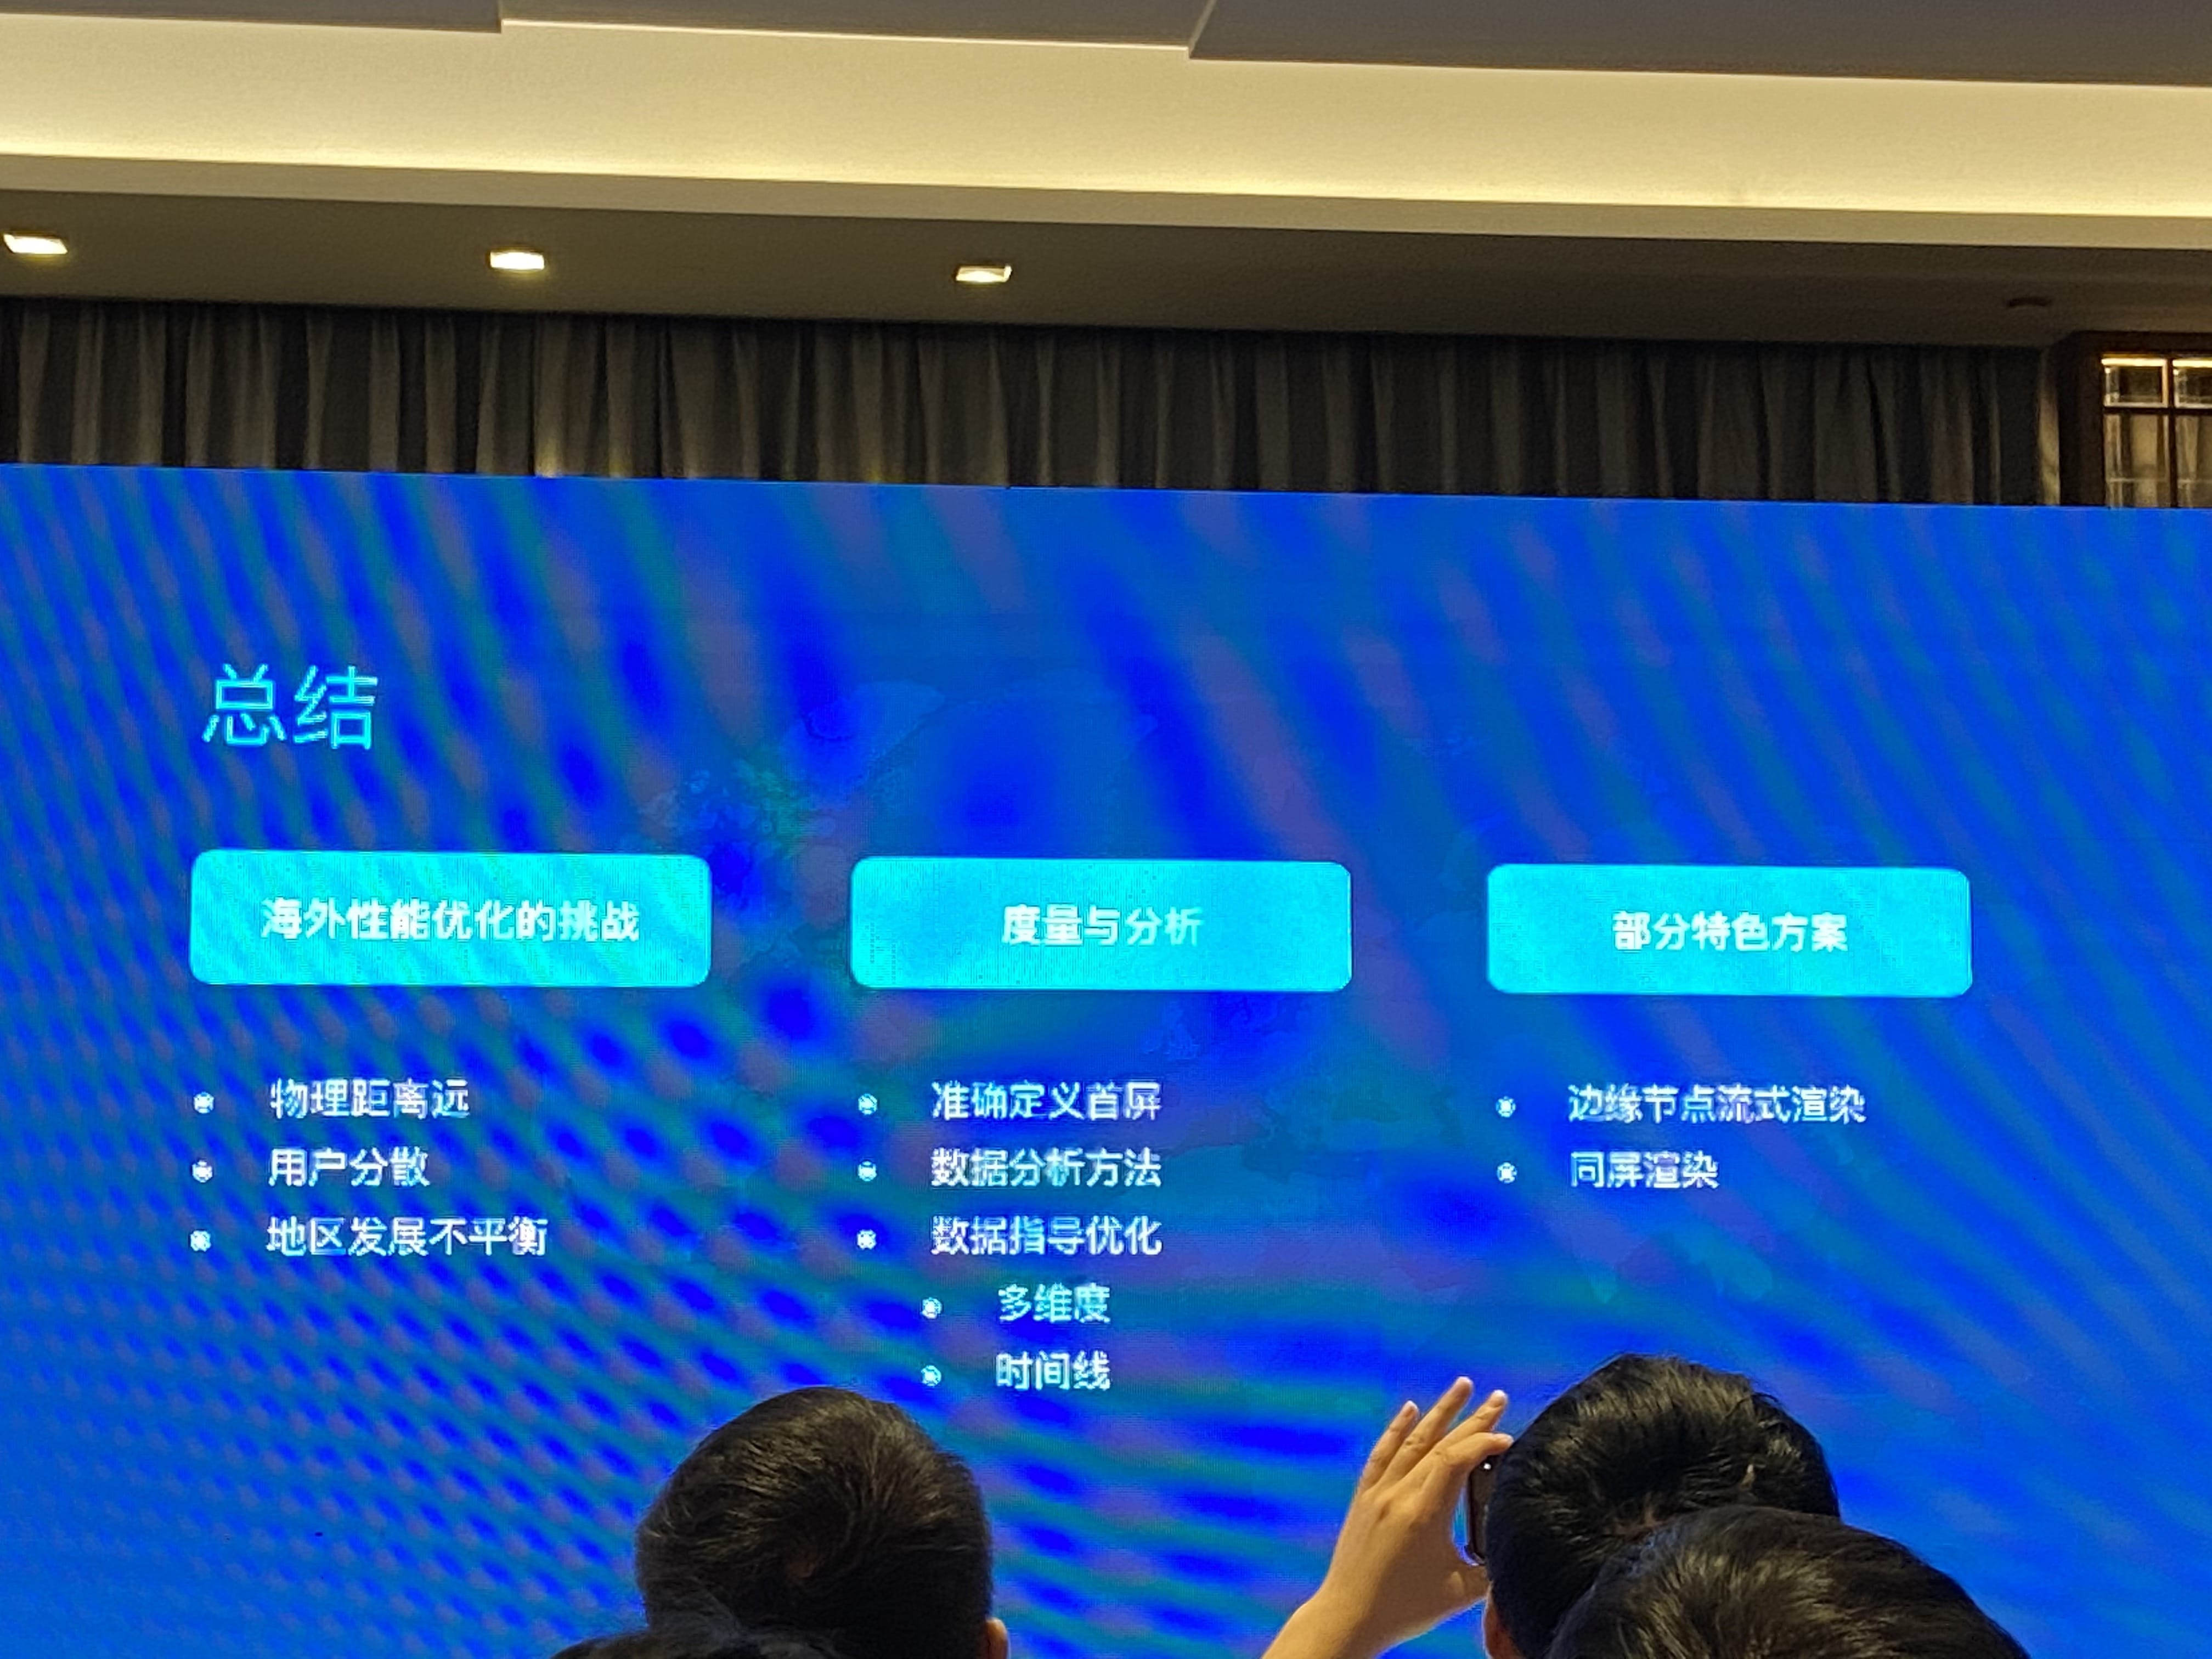 总结
海外性能优化的挑战
物理距离远
用户分散
地区发展不平衡
度量与分析
准确定义首屏
数据分析方法
数据指导优化
多维度
时间线
部分特色方案
边缘节点流式渲染
同屏渲染